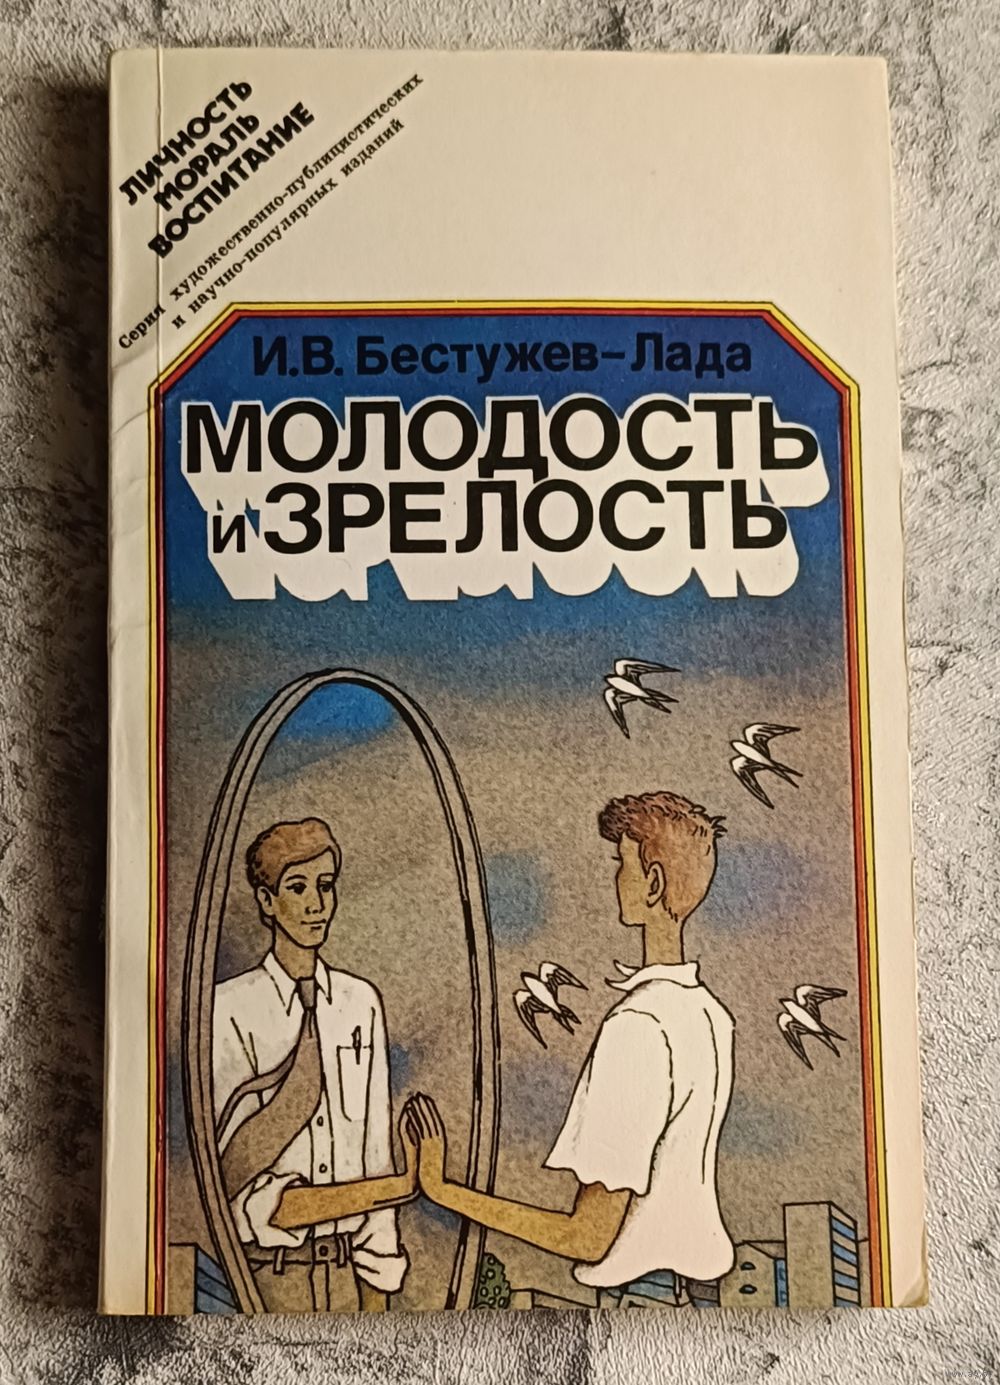 ЛИЧНОСТЬ
МОРАЛЬ
ВОСПИТАНИЕ
Серия художественно-публицистических
и научно-популярных изданий
И.В. Бестужев-Лада
МОЛОДОСТЬ
и ЗРЕЛОСТЬ